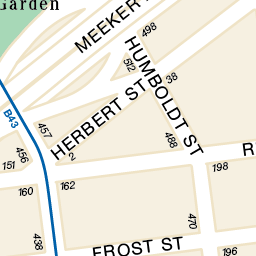 Garden
MEEKER
498
HUMBOLDT ST
512
38
B43
457
HERBERT ST
2
488
456
151
R
198
160
162
470
438
FROST ST
196